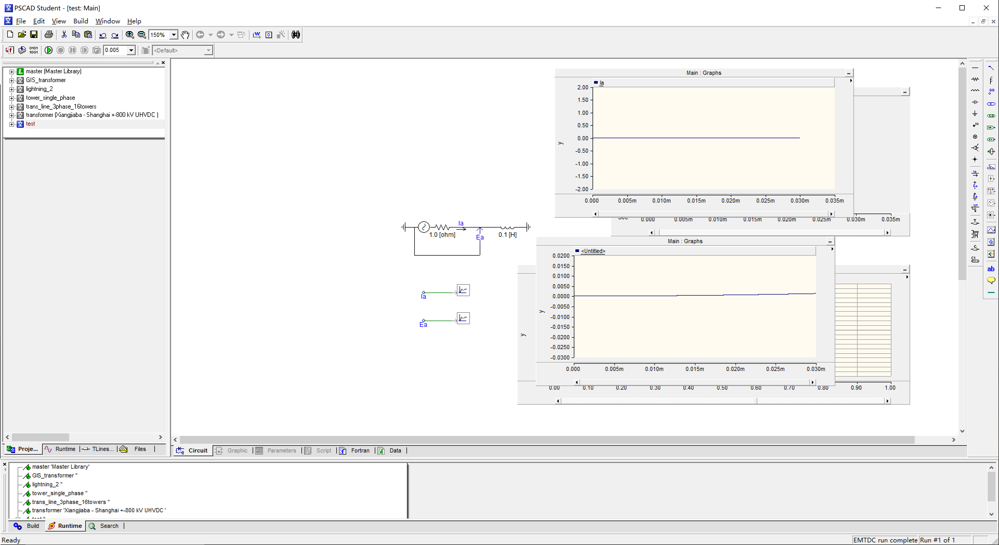 PSCAD Student - [test: Main]
File Edit View Build Window Help
150%
0.005 <Default>
master (Master Library)
GIS_transformer
lightning_2
tower_single_phase
trans_line_3phase_16towers
transformer (Xiangjiaba - Shanghai +-800 kV UHVDC )
test
Main : Graphs
Ia
2.00
1.50
1.00
0.50
0.00
-0.50
-1.00
-1.50
-2.00
y
0.000 0.005m 0.010m 0.015m 0.020m 0.025m 0.030m 0.035m
0.000 0.005m 0.010m 0.015m 0.020m 0.025m 0.030m 0.035m
Ia
1.0 [ohm]
Ea
0.1 [H]
Ia
Ea
Main : Graphs
<Untitled>
0.0200
0.0150
0.0100
0.0050
0.0000
-0.0050
-0.0100
-0.0150
-0.0200
-0.0250
-0.0300
y
y
0.000 0.005m 0.010m 0.015m 0.020m 0.025m 0.030m
0.00 0.10 0.20 0.30 0.40 0.50 0.60 0.70 0.80 0.90 1.00
ab
Proje... Runtime TLines... Files
Circuit Graphic Parameters Script Fortran Data
master 'Master Library'
GIS_transformer ''
lightning_2 ''
tower_single_phase ''
trans_line_3phase_16towers ''
transformer 'Xiangjiaba - Shanghai +-800 kV UHVDC '
Build Runtime Search
Ready
EMTDC run complete Run #1 of 1